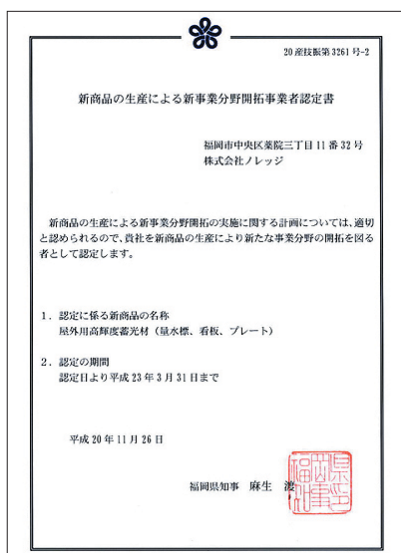 20産技振第3261号-2
新商品の生産による新事業分野開拓事業者認定書
福岡市中央区薬院三丁目11番32号
株式会社ノレッジ
新商品の生産による新事業分野開拓の実施に関する計画については、適切
と認められるので、貴社を新商品の生産により新たな事業分野の開拓を図る
者として認定します。
1. 認定に係る新商品の名称
屋外用高輝度蓄光材（量水標、看板、プレート）
2. 認定の期間
認定日より平成23年3月31日まで
平成20年11月26日
福岡県知事 麻生 渡